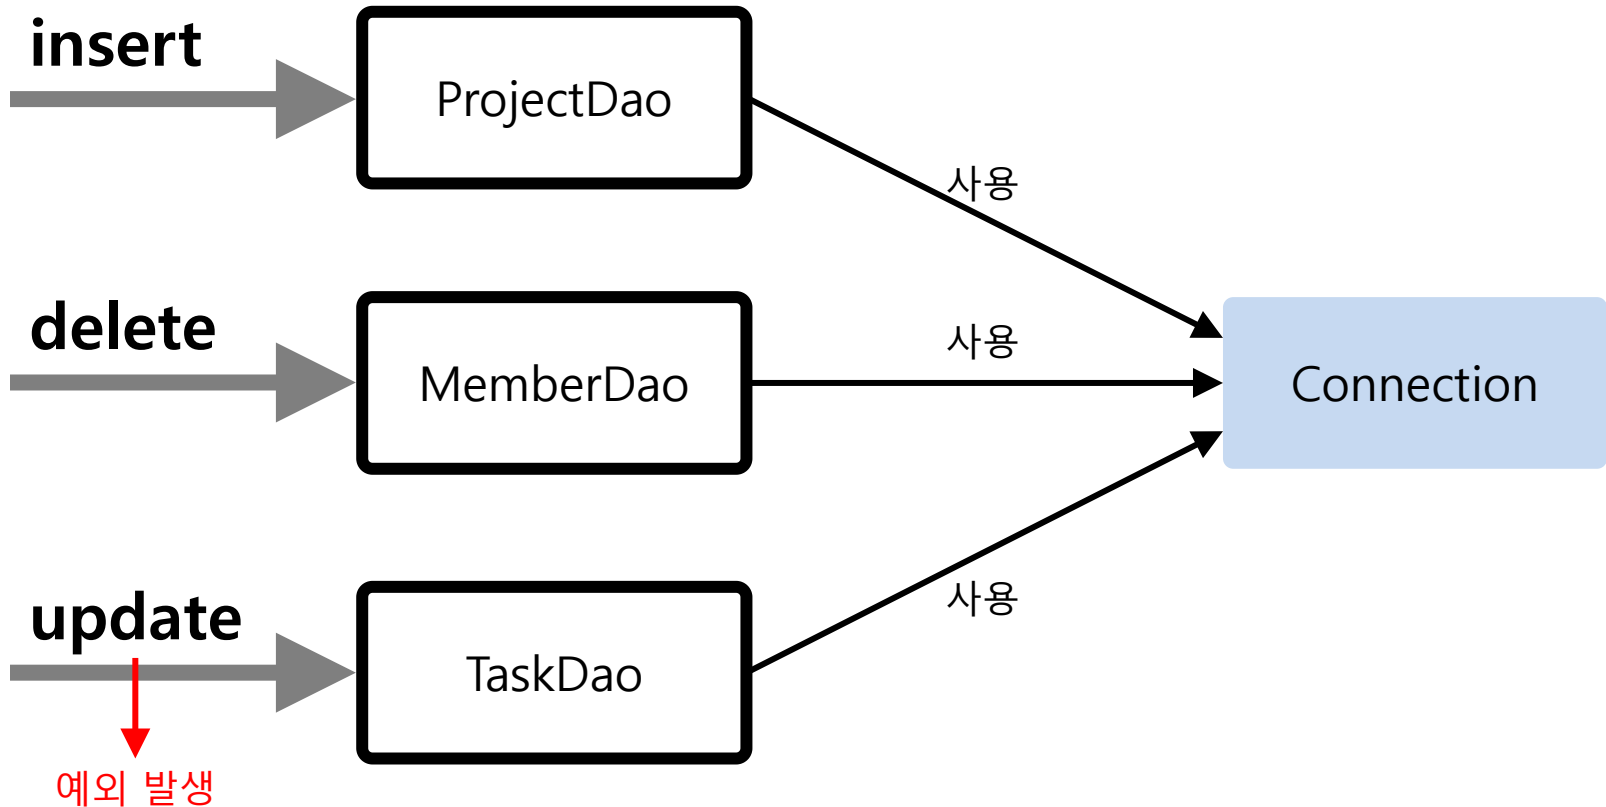 insert
ProjectDao
사용
delete
MemberDao
사용
Connection
update
TaskDao
사용
예외 발생